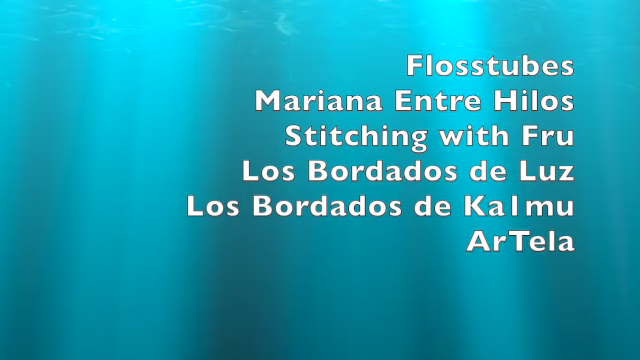 Flosstubes
Mariana Entre Hilos
Stitching with Fru
Los Bordados de Luz
Los Bordados de Ka1mu
ArTela